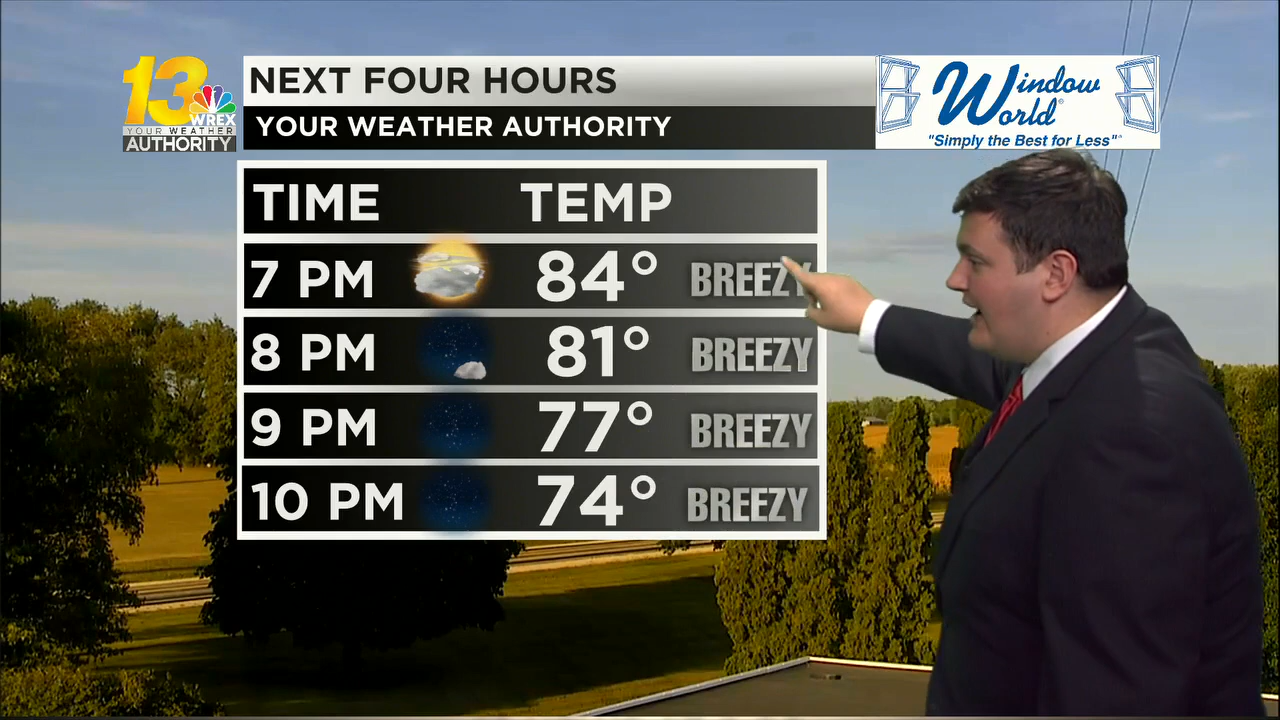 13
WREX
YOUR WEATHER
AUTHORITY
NEXT FOUR HOURS
YOUR WEATHER AUTHORITY
Window
World®
"Simply the Best for Less"®
TIME TEMP
7 PM 84° BREEZY
8 PM 81° BREEZY
9 PM 77° BREEZY
10 PM 74° BREEZY